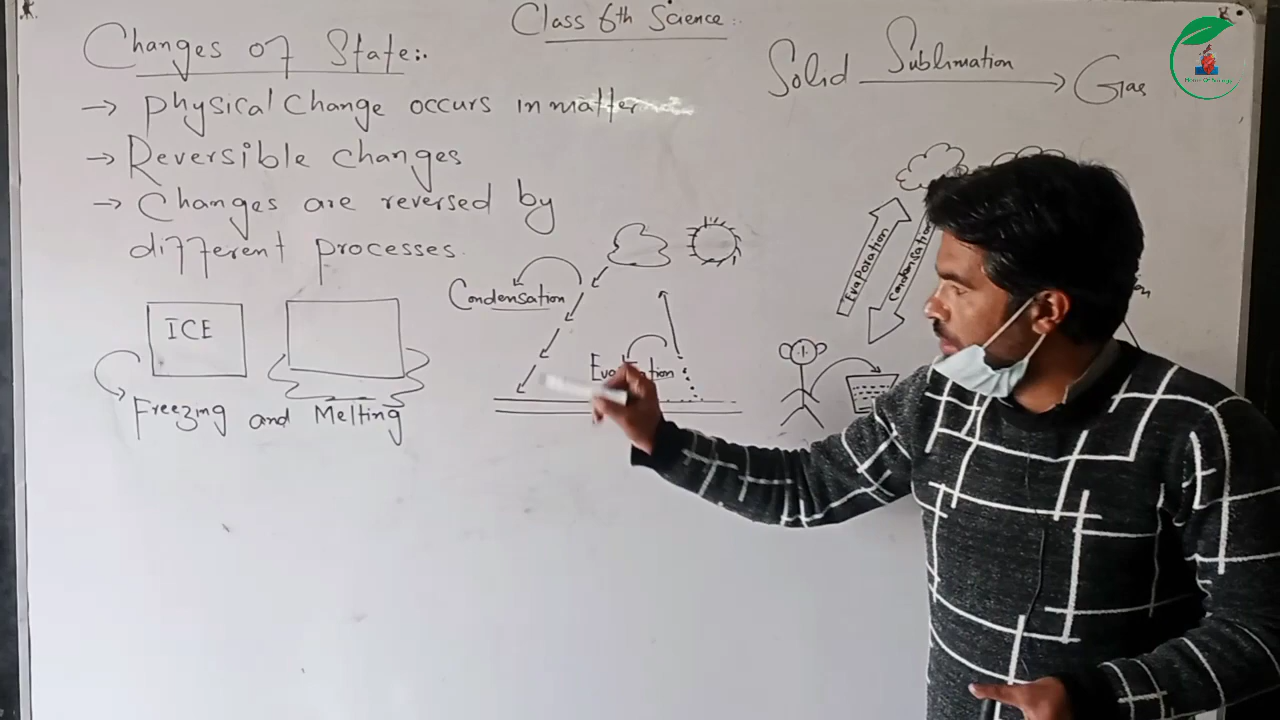 Class 6th Science:.
Changes of State:.
Solid Sublimation Gas
→ Physical Change occurs in matter
→ Reversible changes
→ Changes are reversed by
different processes.
Condensation
Evaporation
Condensation
ICE
Freezing and Melting